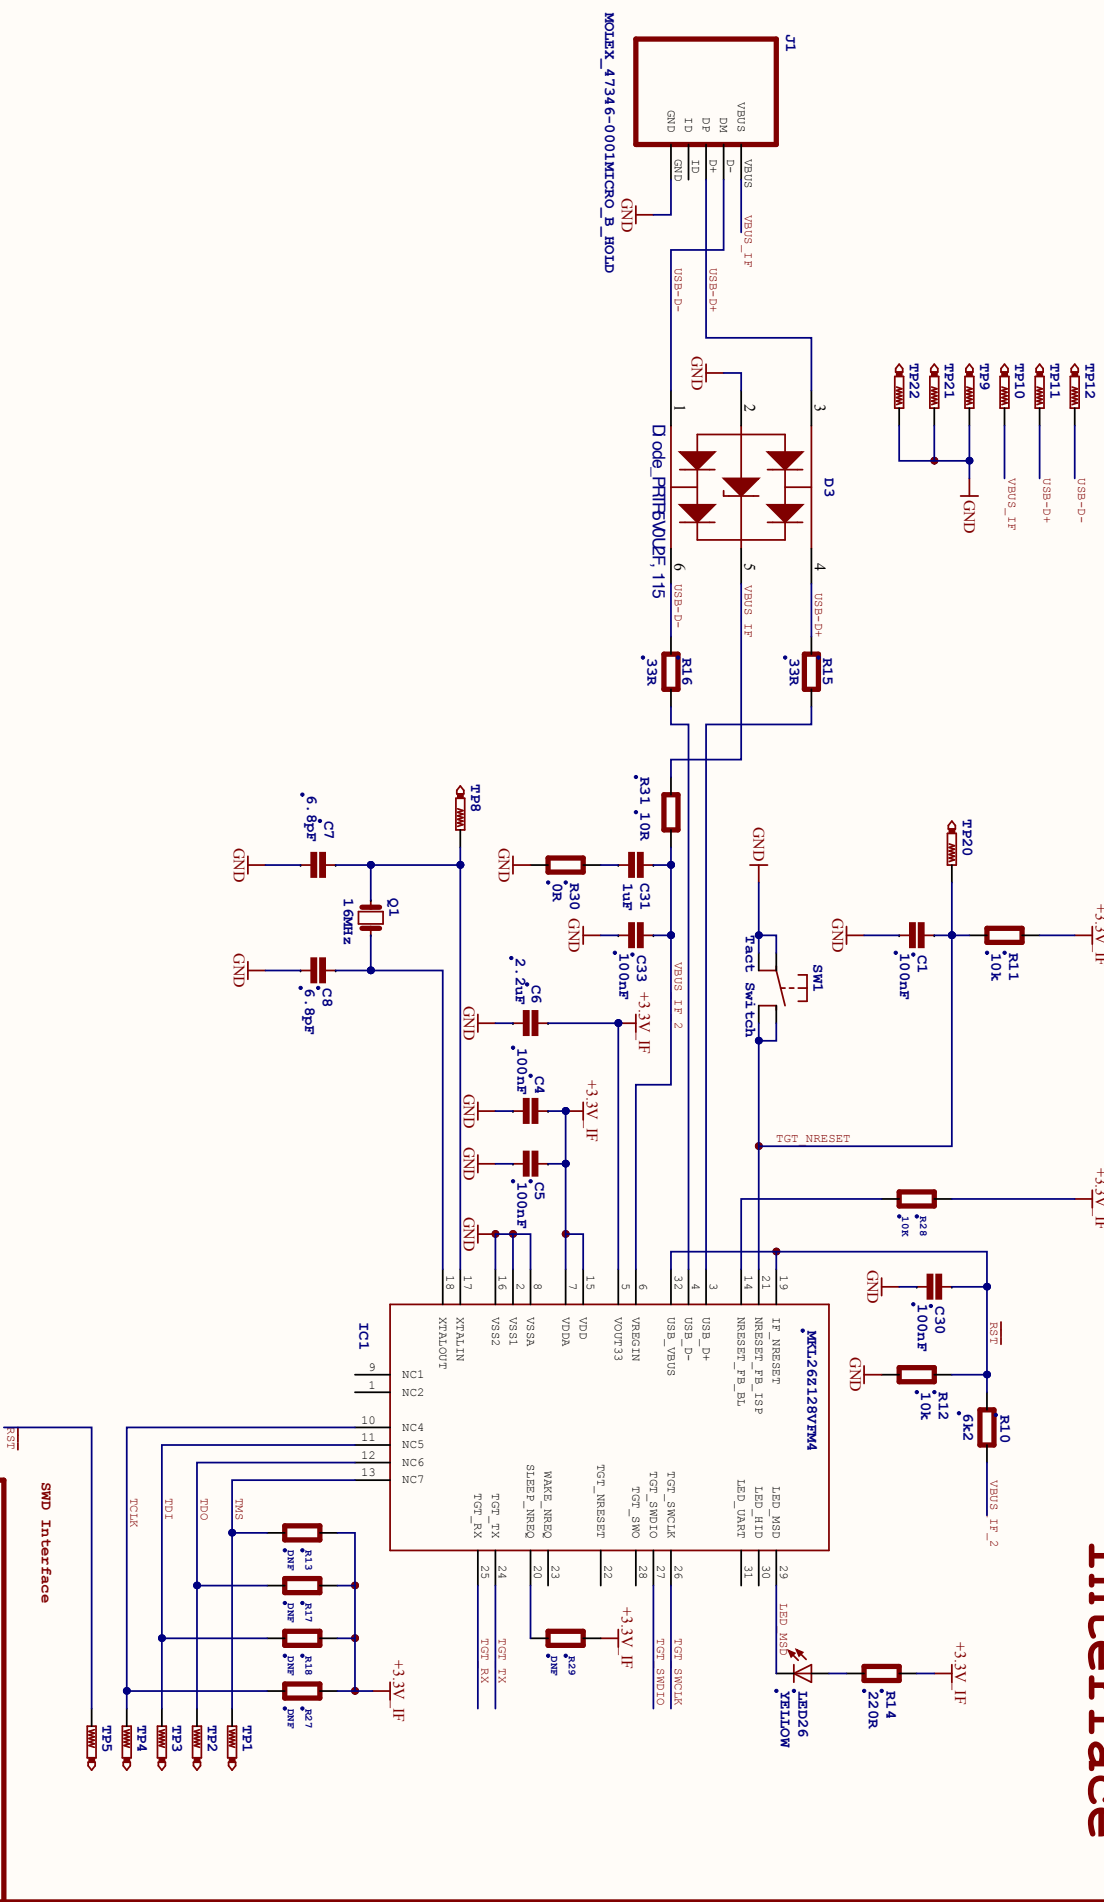 Interface
J1
MOLEX_47346-0001MICRO_B_HOLD
VBUS
DM
DP
ID
GND
VBUS
D-
D+
ID
GND
VBUS_IF
GND
USB-D+
USB-D-
TP12
TP11
TP10
TP9
TP21
TP22
USB-D-
USB-D+
VBUS_IF
GND
GND
3
2
1
D3
4
5
6
USB-D+
VBUS_IF
USB-D-
R15
33R
R16
33R
R31 10R
C31
1uF
R30
0R
GND
C33
100nF
GND
VBUS_IF_2
TP8
C7
6.8pF
GND
Q1
16MHz
C8
6.8pF
GND
C6
2.2uF
GND
+3.3V_IF
C4
100nF
GND
+3.3V_IF
C5
100nF
GND
GND
TP20
+3.3V_IF
R11
10k
C1
100nF
GND
GND
SW1
Tact Switch
TGT_NRESET
+3.3V_IF
R28
10K
C30
100nF
GND
RST
R12
10k
GND
R10
6k2
VBUS_IF_2
IC1
MKL26Z128VFM4
19
21
14
3
4
32
6
5
15
7
8
2
16
17
18
IF_NRESET
NRESET_FB_ISP
NRESET_FB_BL
USB_D+
USB_D-
USB_VBUS
VREGIN
VOUT33
VDD
VDDA
VSSA
VSS1
VSS2
XTALIN
XTALOUT
9
NC1
1
NC2
10
NC4
11
NC5
12
NC6
13
NC7
LED_MSD
LED_HID
LED_UART
TGT_SWCLK
TGT_SWDIO
TGT_SWO
TGT_NRESET
WAKE_NREQ
SLEEP_NREQ
TGT_TX
TGT_RX
29
30
31
26
27
28
22
23
20
24
25
LED_MSD
LED26
YELLOW
R14
220R
+3.3V_IF
TGT_SWCLK
TGT_SWDIO
R29
DNF
+3.3V_IF
TGT_TX
TGT_RX
TMS
TDO
TDI
TCLK
RST
R13
DNF
R17
DNF
R18
DNF
R27
DNF
+3.3V_IF
TP1
TP2
TP3
TP4
TP5
SWD Interface